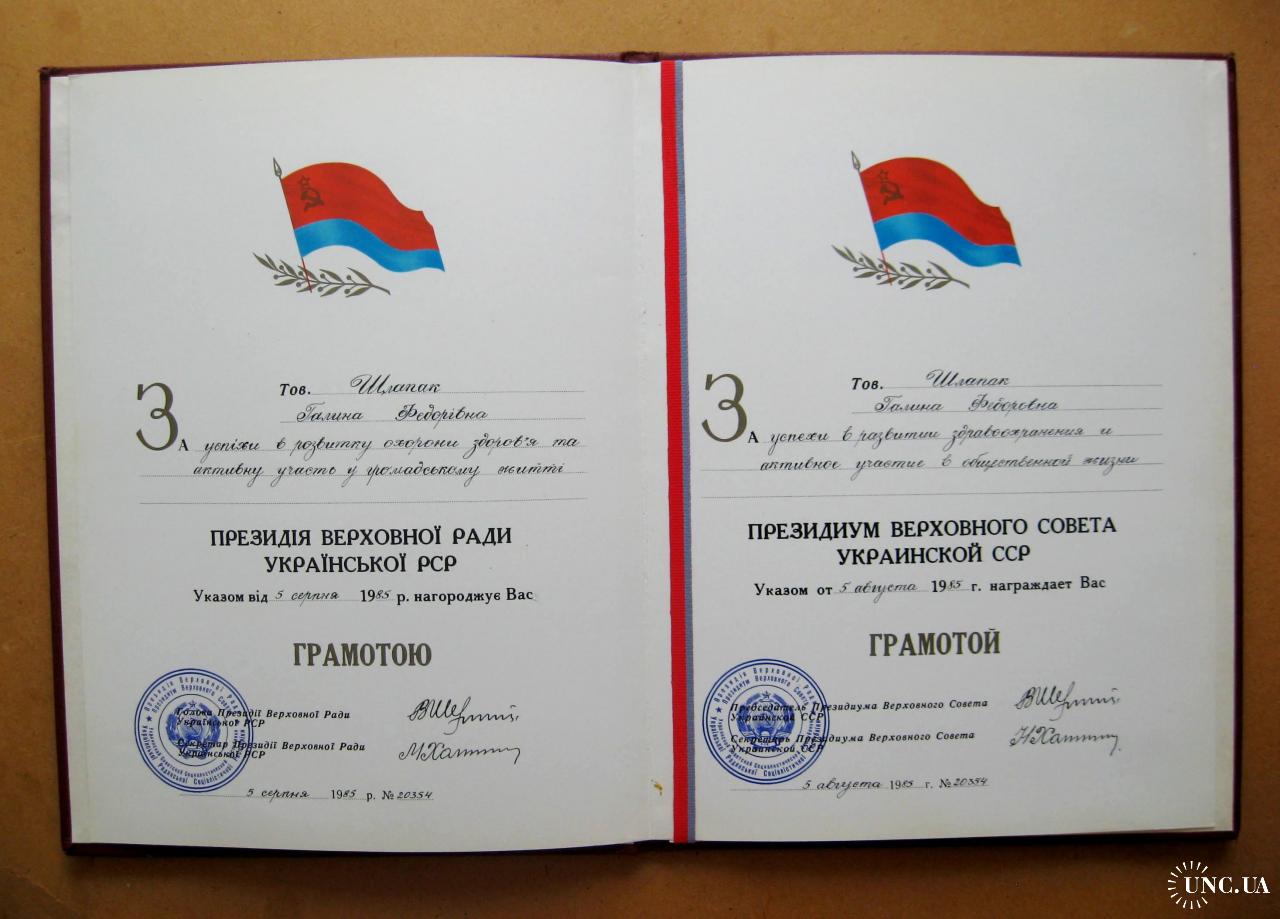 Тов. Шлапак
Галина Федорівна
За успіхи в розвитку охорони здоров'я та
активну участь у громадському житті
ПРЕЗИДІЯ ВЕРХОВНОЇ РАДИ
УКРАЇНСЬКОЇ РСР
Указом від 5 серпня 1985 р. нагороджує Вас
ГРАМОТОЮ
Голова Президії Верховної Ради
Української РСР
Секретар Президії Верховної Ради
Української РСР
5 серпня 1985 р. № 20354
Тов. Шлапак
Галина Федоровна
За успехи в развитии здравоохранения и
активное участие в общественной жизни
ПРЕЗИДИУМ ВЕРХОВНОГО СОВЕТА
УКРАИНСКОЙ ССР
Указом от 5 августа 1985 г. награждает Вас
ГРАМОТОЙ
Председатель Президиума Верховного Совета
Украинской ССР
Секретарь Президиума Верховного Совета
Украинской ССР
5 августа 1985 г. № 20354
UNC.UA